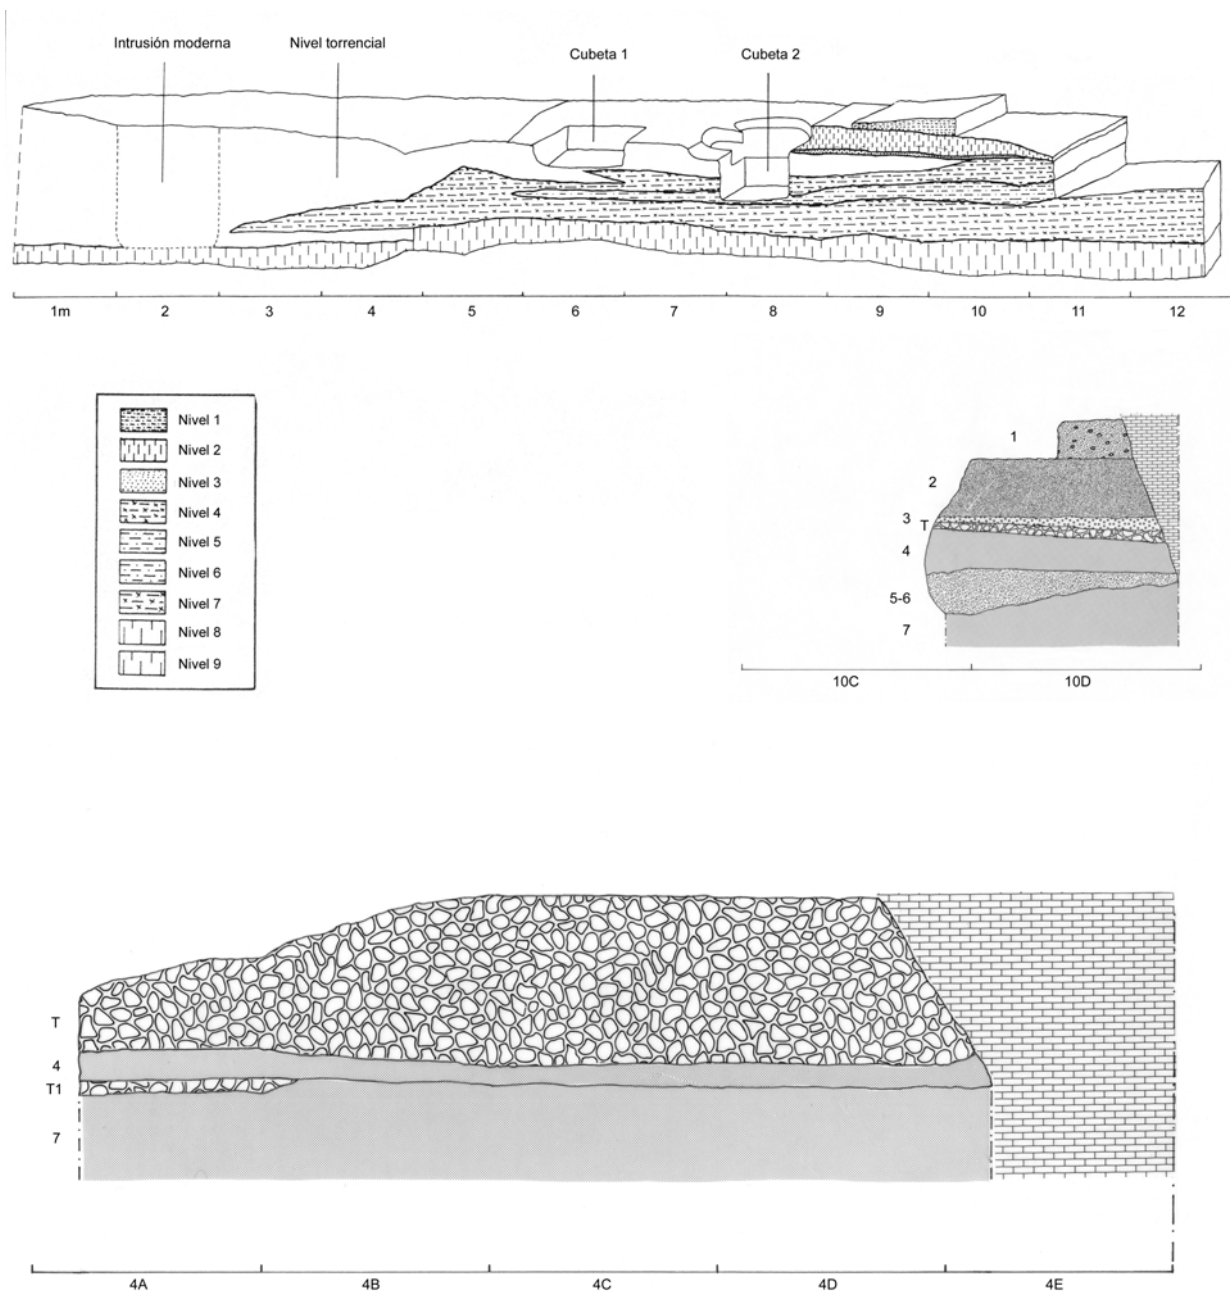 Intrusión moderna
Nivel torrencial
Cubeta 1
Cubeta 2
1m 2 3 4 5 6 7 8 9 10 11 12
Nivel 1
Nivel 2
Nivel 3
Nivel 4
Nivel 5
Nivel 6
Nivel 7
Nivel 8
Nivel 9
1
2
3
T
4
5-6
7
10C 10D
T
4
T1
7
4A 4B 4C 4D 4E